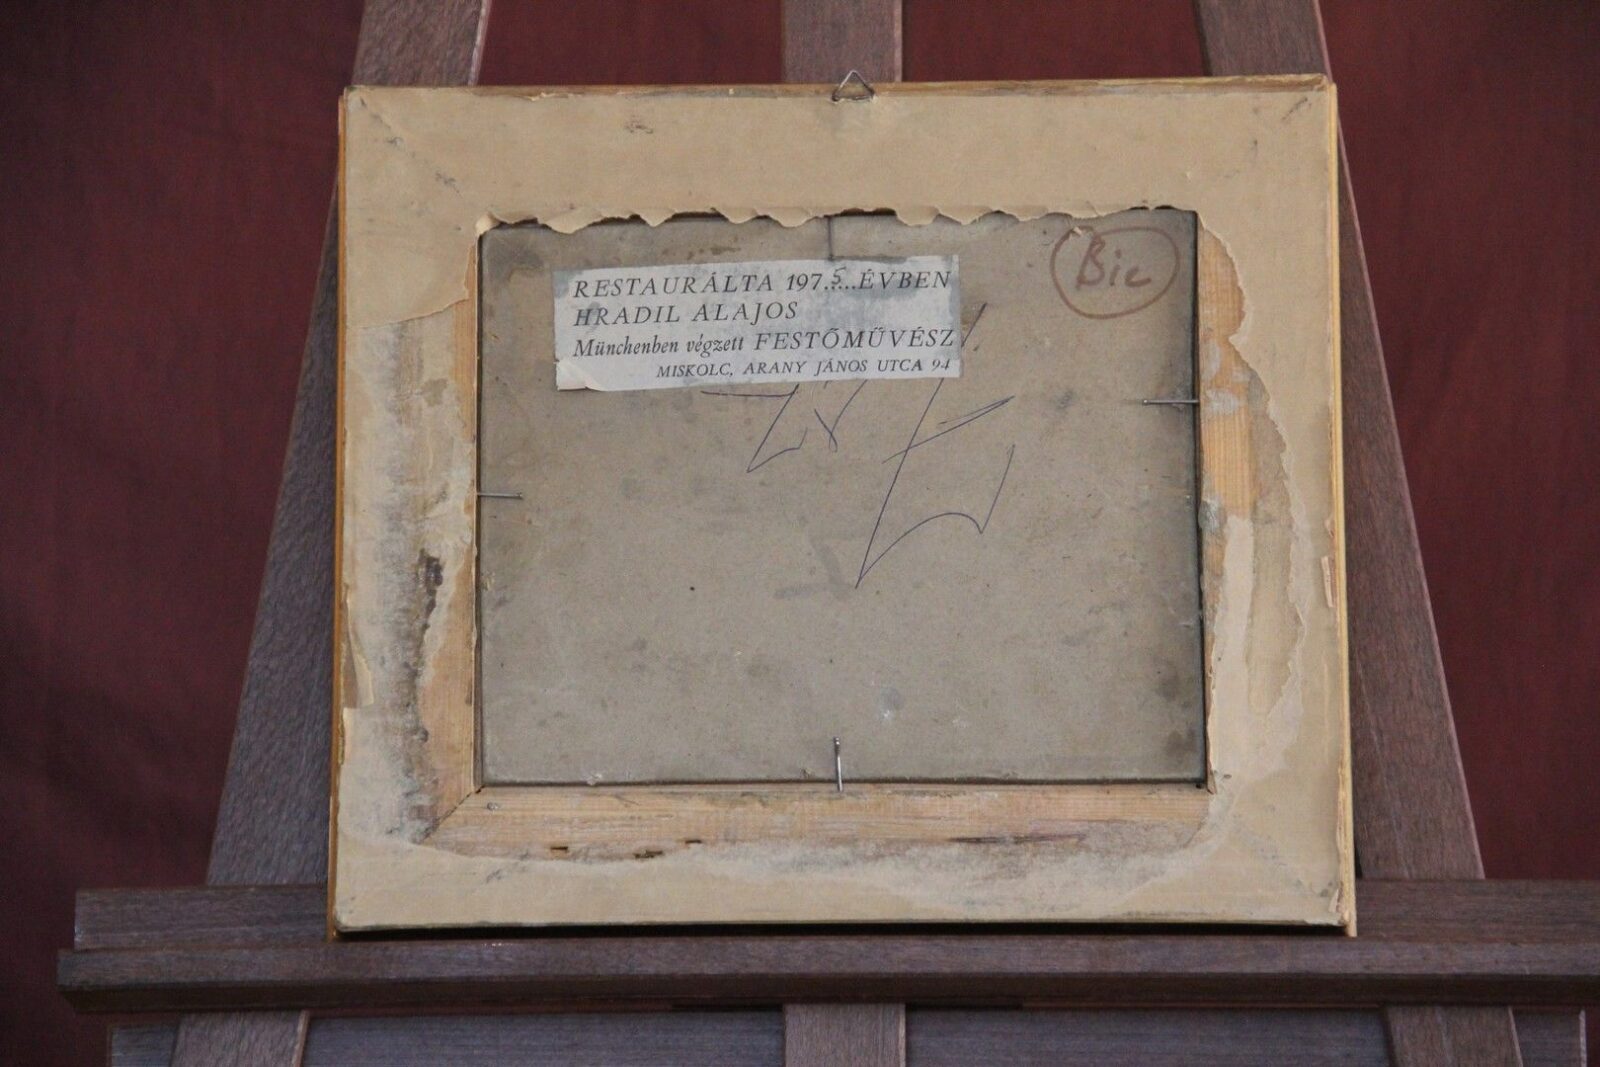 RESTAURÁLTA 197.5...ÉVBEN
HRADIL ALAJOS
Münchenben végzett FESTŐMŰVÉSZ
MISKOLC, ARANY JÁNOS UTCA 94
Bic